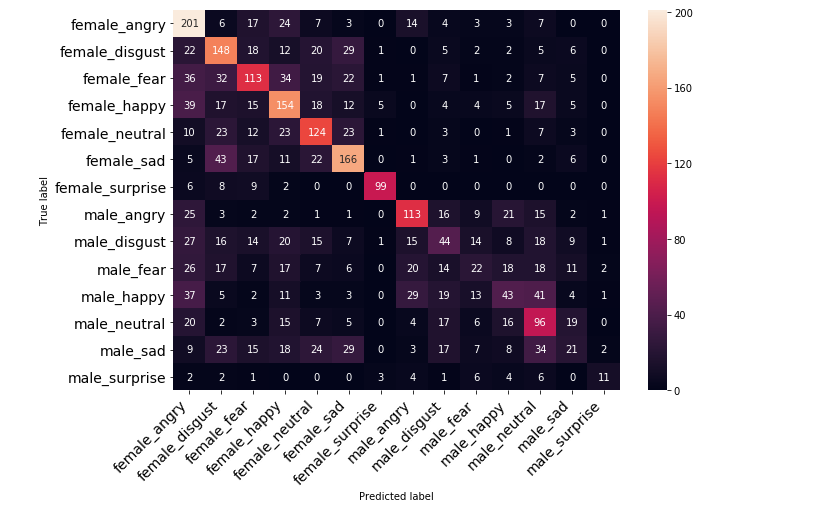 female_angry 201 6 17 24 7 3 0 14 4 3 3 7 0 0
female_disgust 22 148 18 12 20 29 1 0 5 2 2 5 6 0
female_fear 36 32 113 34 19 22 1 1 7 1 2 7 5 0
female_happy 39 17 15 154 18 12 5 0 4 4 5 17 5 0
female_neutral 10 23 12 23 124 23 1 0 3 0 1 7 3 0
female_sad 5 43 17 11 22 166 0 1 3 1 0 2 6 0
female_surprise 6 8 9 2 0 0 99 0 0 0 0 0 0 0
male_angry 25 3 2 2 1 1 0 113 16 9 21 15 2 1
male_disgust 27 16 14 20 15 7 1 15 44 14 8 18 9 1
male_fear 26 17 7 17 7 6 0 20 14 22 18 18 11 2
male_happy 37 5 2 11 3 3 0 29 19 13 43 41 4 1
male_neutral 20 2 3 15 7 5 0 4 17 6 16 96 19 0
male_sad 9 23 15 18 24 29 0 3 17 7 8 34 21 2
male_surprise 2 2 1 0 0 0 3 4 1 6 4 6 0 11
True label
female_angry
female_disgust
female_fear
female_happy
female_neutral
female_sad
female_surprise
male_angry
male_disgust
male_fear
male_happy
male_neutral
male_sad
male_surprise
Predicted label
200
160
120
80
40
0